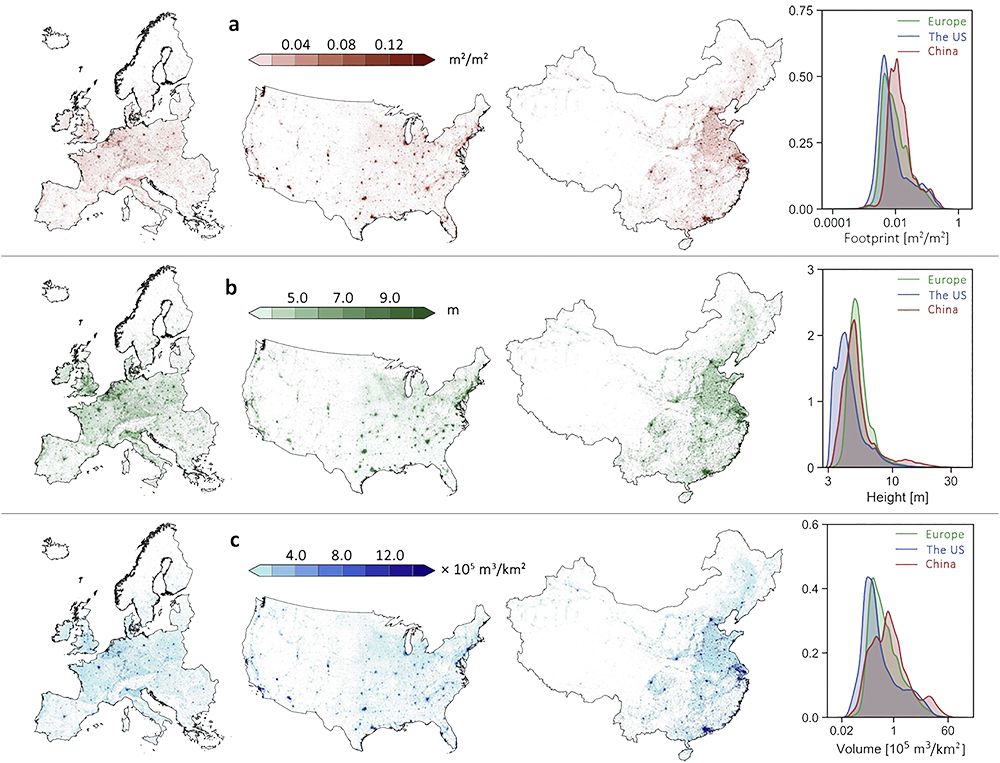 a
0.04 0.08 0.12
m²/m²
0.75
0.50
0.25
0.00
Europe
The US
China
0.0001 0.01 1
Footprint [m²/m²]
b
5.0 7.0 9.0
m
3
2
1
0
Europe
The US
China
3 10 30
Height [m]
c
4.0 8.0 12.0
× 10⁵ m³/km²
0.6
0.4
0.2
0.0
Europe
The US
China
0.02 1 60
Volume [10⁵ m³/km²]